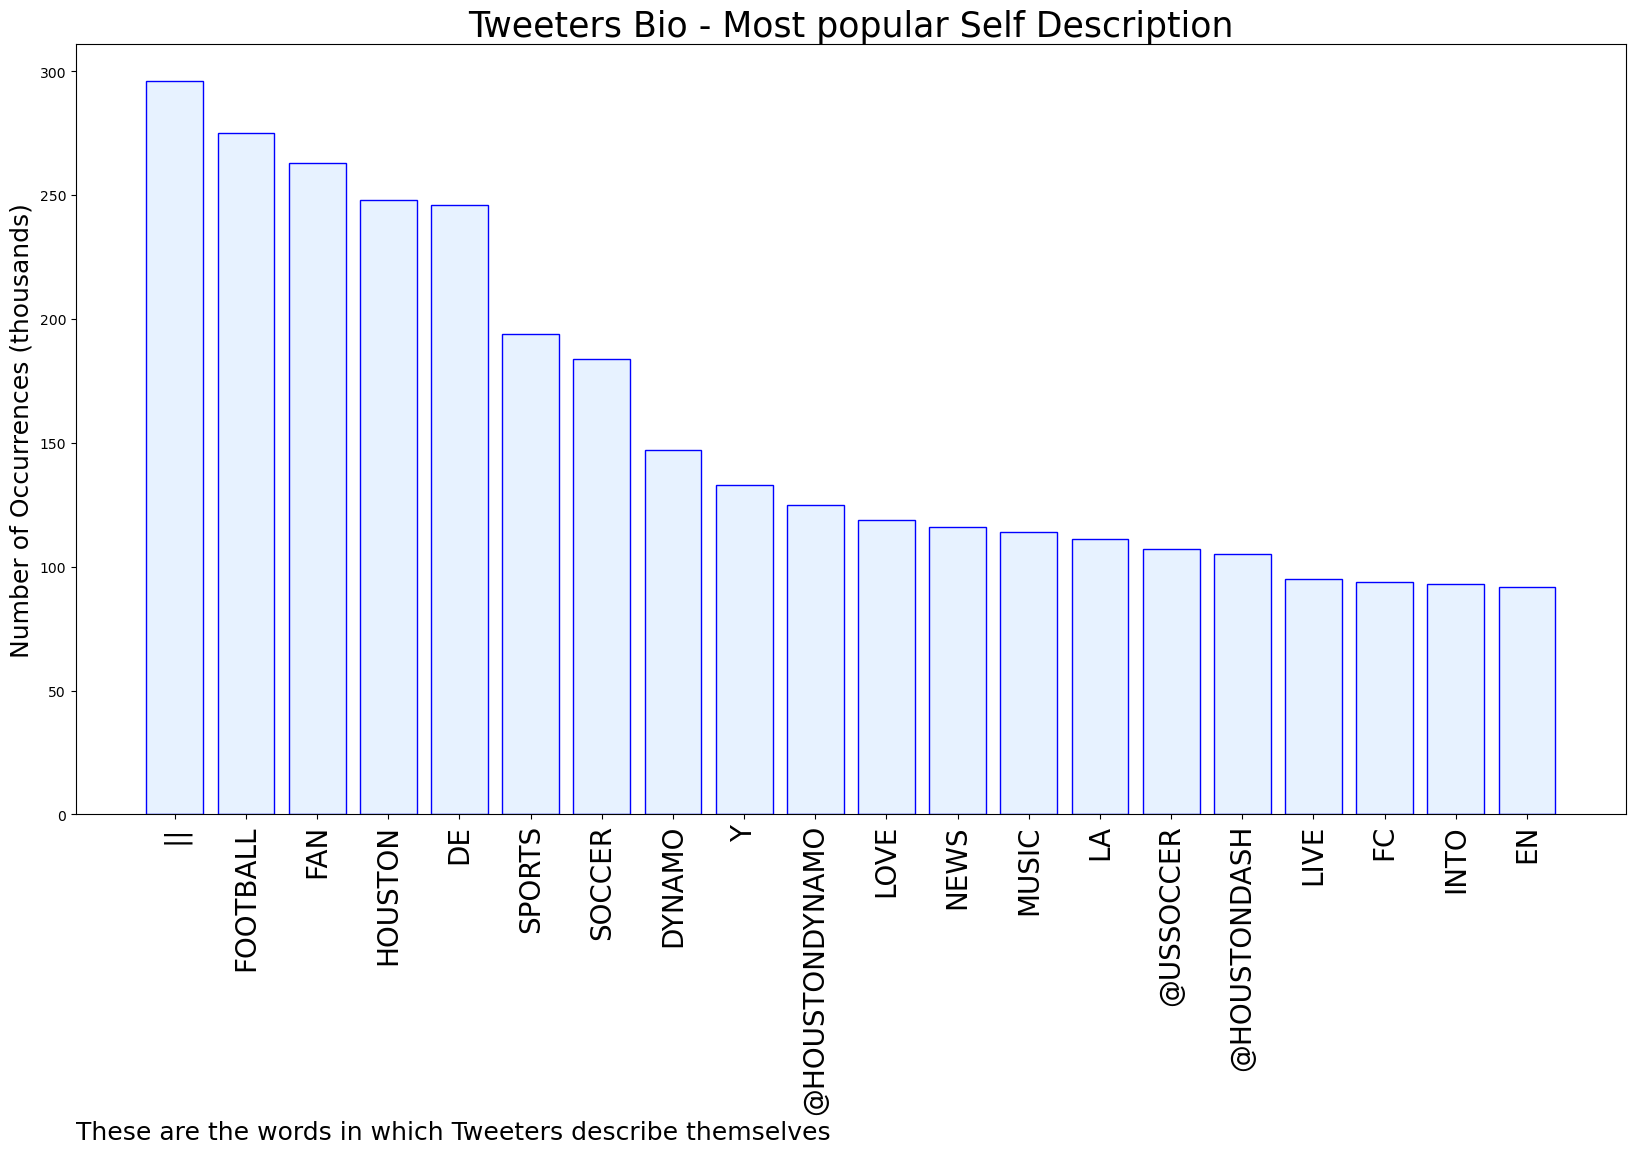 Tweeters Bio - Most popular Self Description
Number of Occurrences (thousands)
300
250
200
150
100
50
0
||
FOOTBALL
FAN
HOUSTON
DE
SPORTS
SOCCER
DYNAMO
Y
@HOUSTONDYNAMO
LOVE
NEWS
MUSIC
LA
@USSOCCER
@HOUSTONDASH
LIVE
FC
INTO
EN
These are the words in which Tweeters describe themselves